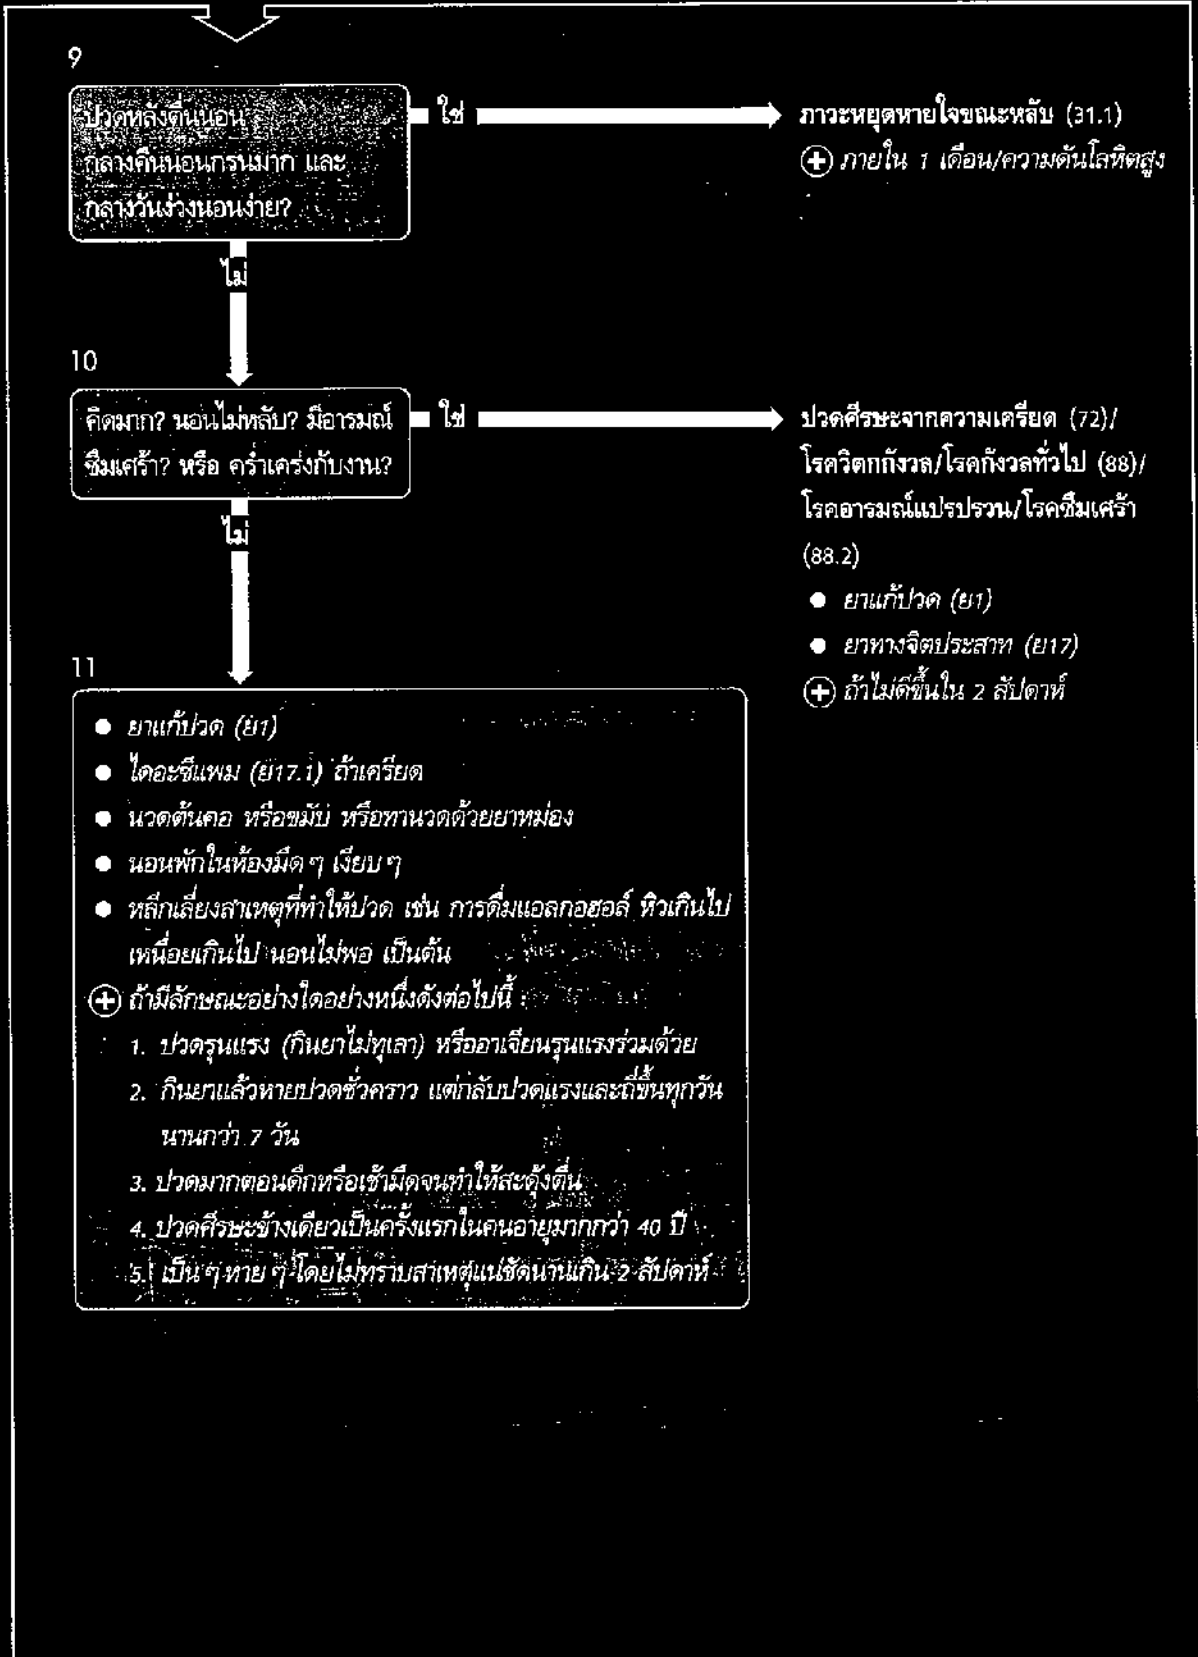 9
ปวดหลังตื่นนอน
กลางคืนนอนกรนมาก และ
กลางวันง่วงนอนง่าย?
ใช่
ภาวะหยุดหายใจขณะหลับ (31.1)
⊕ ภายใน 1 เดือน/ความดันโลหิตสูง
ไม่
10
คิดมาก? นอนไม่หลับ? มีอารมณ์
ซึมเศร้า? หรือ คร่ำเคร่งกับงาน?
ใช่
ปวดศีรษะจากความเครียด (72)/
โรควิตกกังวล/โรคกังวลทั่วไป (88)/
โรคอารมณ์แปรปรวน/โรคซึมเศร้า
(88.2)
● ยาแก้ปวด (ย1)
● ยาทางจิตประสาท (ย17)
⊕ ถ้าไม่ดีขึ้นใน 2 สัปดาห์
ไม่
11
● ยาแก้ปวด (ย1)
● ไดอะซีแพม (ย17.1) ถ้าเครียด
● นวดต้นคอ หรือขมับ หรือทานวดด้วยยาหม่อง
● นอนพักในห้องมืด ๆ เงียบ ๆ
● หลีกเลี่ยงสาเหตุที่ทำให้ปวด เช่น การดื่มแอลกอฮอล์ หิวเกินไป
เหนื่อยเกินไป นอนไม่พอ เป็นต้น
⊕ ถ้ามีลักษณะอย่างใดอย่างหนึ่งดังต่อไปนี้
1. ปวดรุนแรง (กินยาไม่ทุเลา) หรืออาเจียนรุนแรงร่วมด้วย
2. กินยาแล้วหายปวดชั่วคราว แต่กลับปวดแรงและถี่ขึ้นทุกวัน
นานกว่า 7 วัน
3. ปวดมากตอนดึกหรือเช้ามืดจนทำให้สะดุ้งตื่น
4. ปวดศีรษะข้างเดียวเป็นครั้งแรกในคนอายุมากกว่า 40 ปี
5. เป็น ๆ หาย ๆ โดยไม่ทราบสาเหตุแน่ชัดนานเกิน 2 สัปดาห์